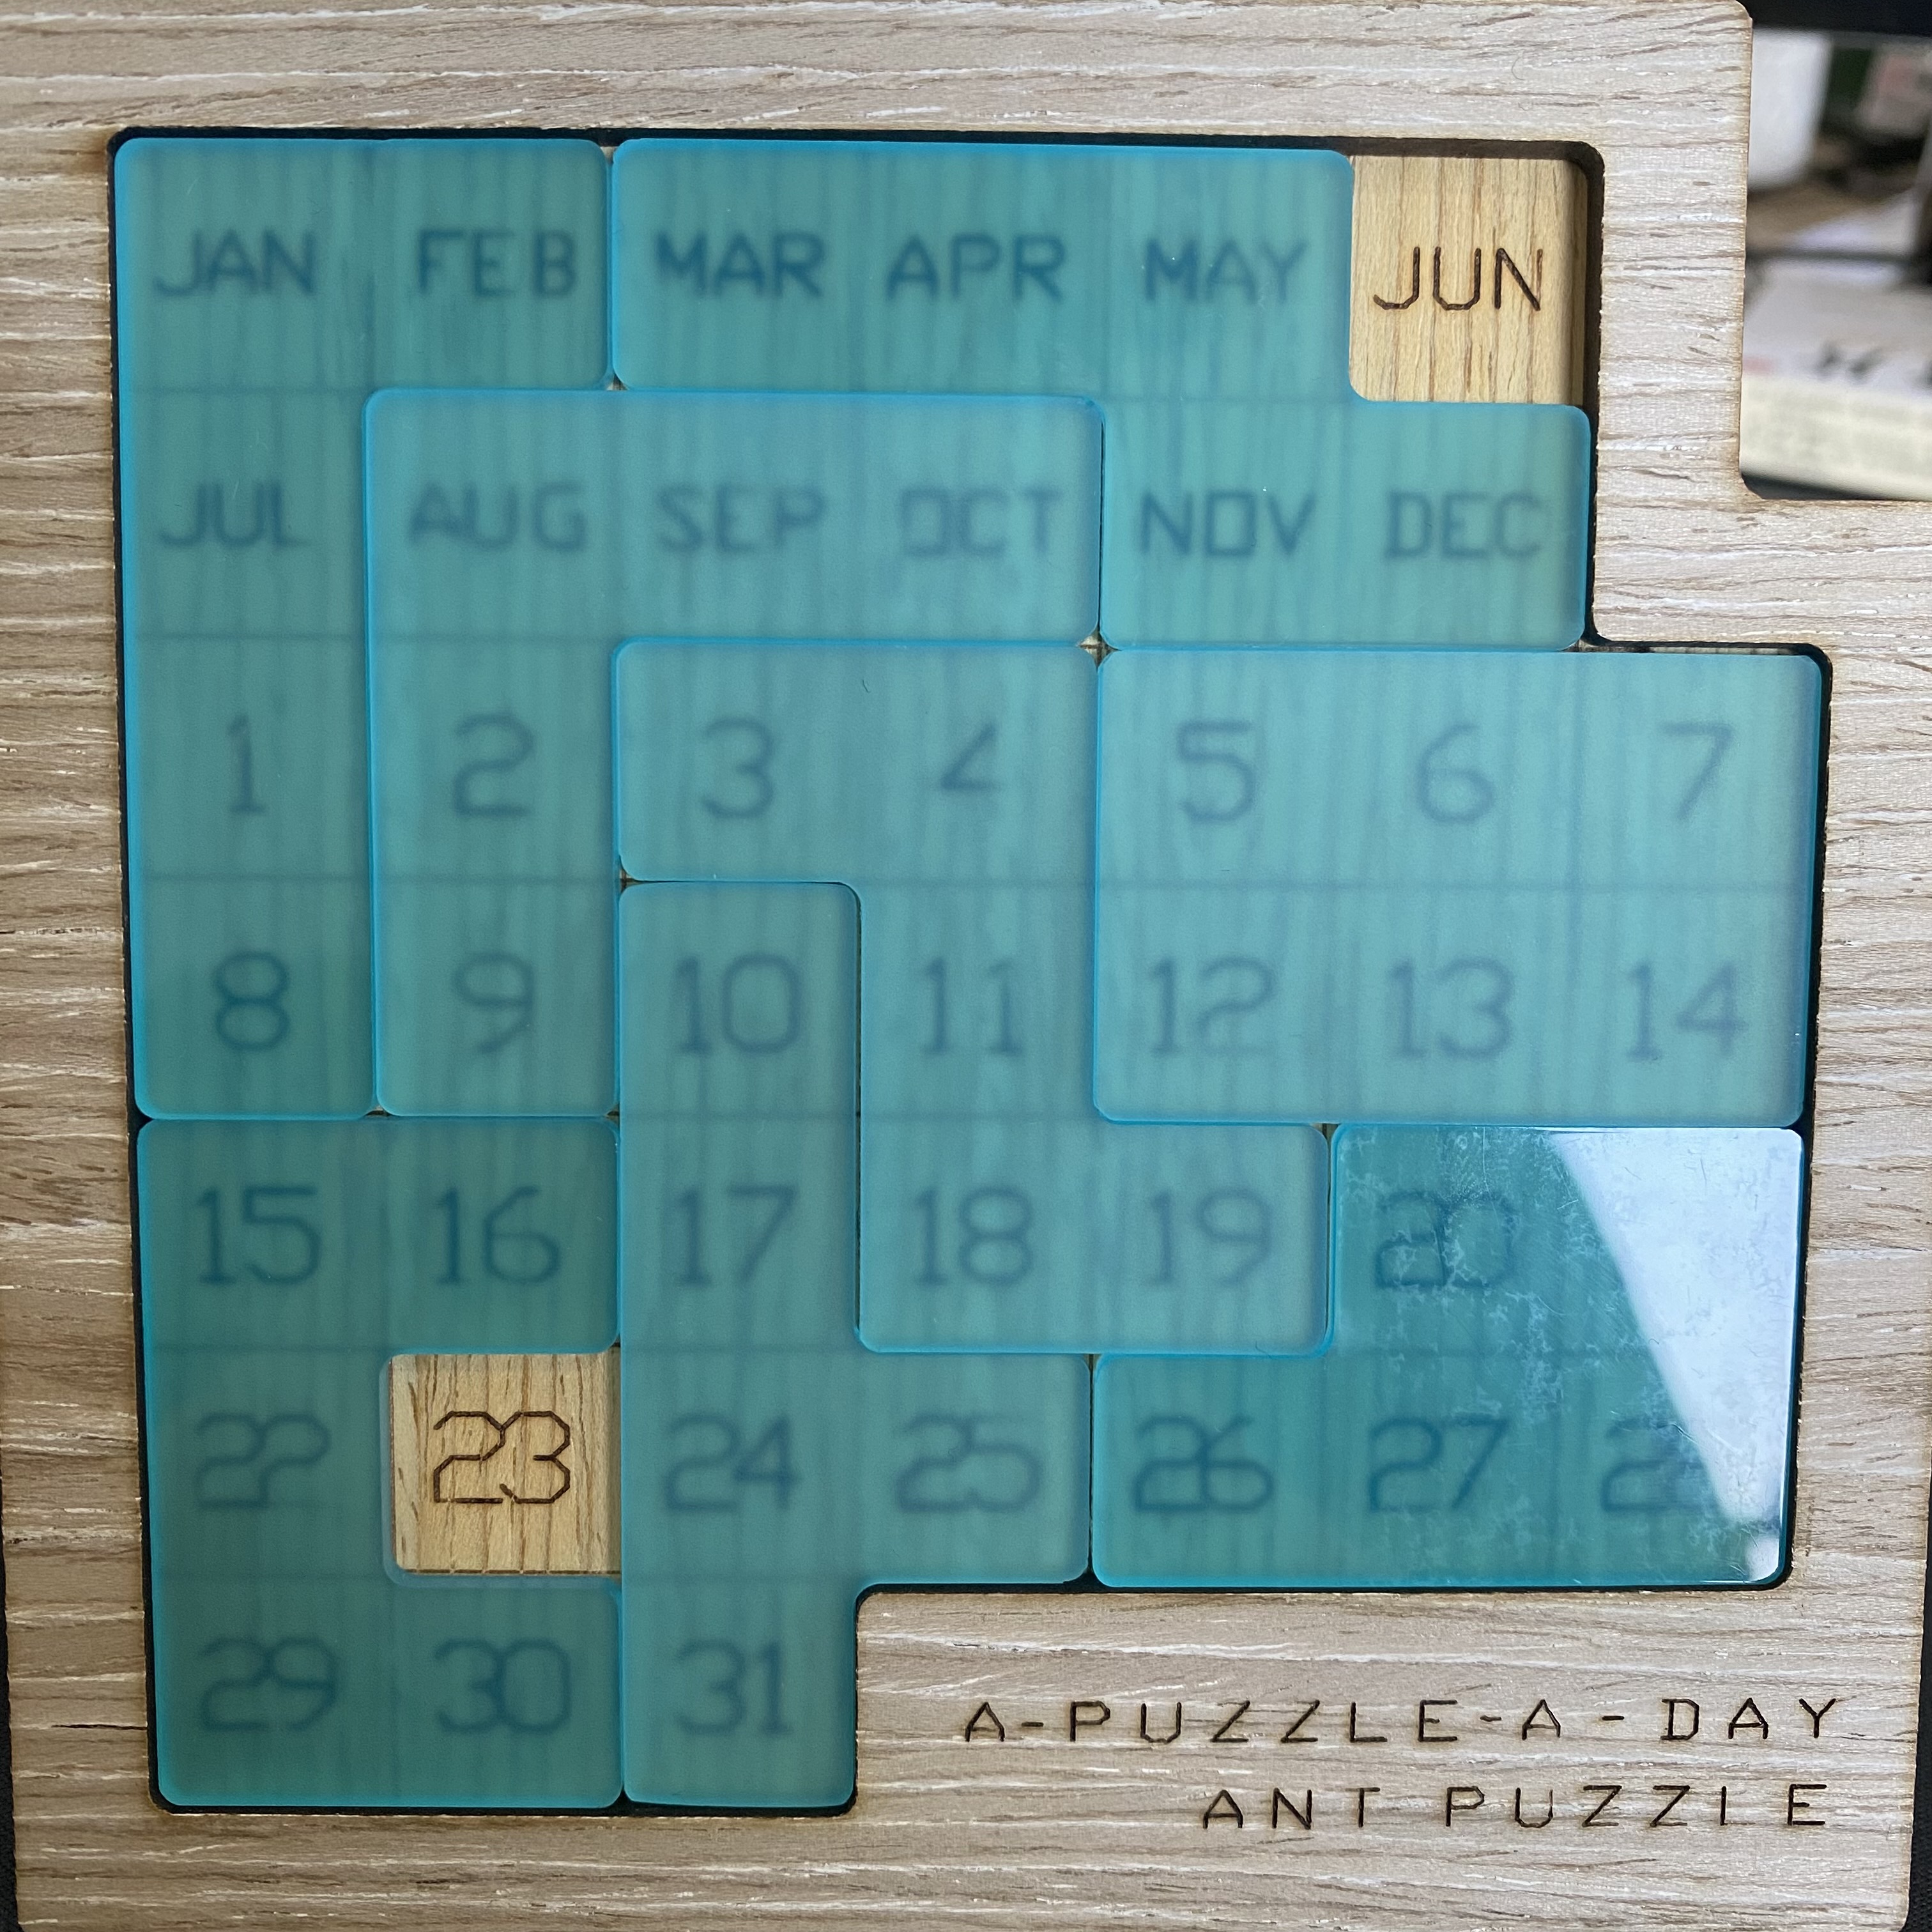 JAN FEB MAR APR MAY JUN
JUL AUG SEP OCT NOV DEC
1 2 3 4 5 6 7
8 9 10 11 12 13 14
15 16 17 18 19 20
22 23 24 25 26 27
29 30 31
A-PUZZLE-A-DAY
ANT PUZZLE